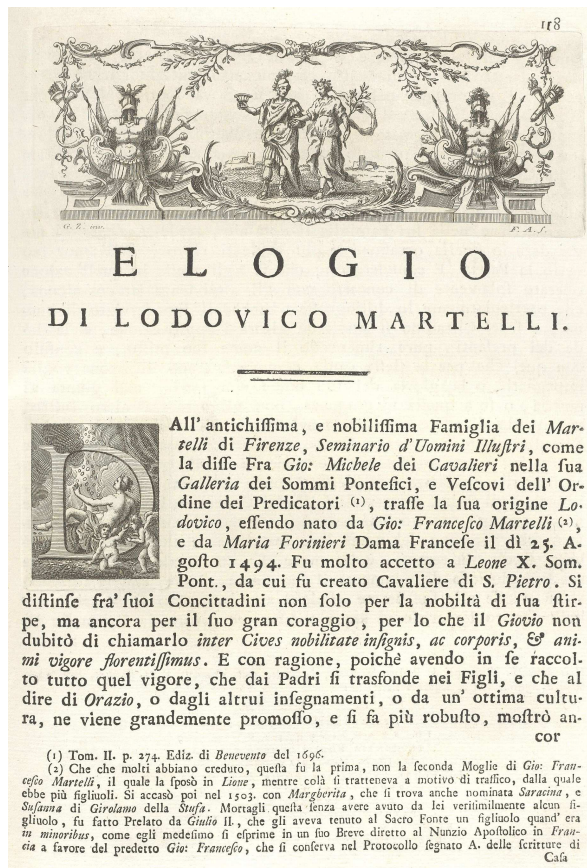 118
G. Z. inv.
F. A. s.
ELOGIO
DI LODOVICO MARTELLI.
DAll' antichiſſima, e nobiliſſima Famiglia dei Mar-
telli di Firenze, Seminario d'Uomini Illuſtri, come
la diſſe Fra Gio: Michele dei Cavalieri nella ſua
Galleria dei Sommi Ponteſici, e Veſcovi dell' Or-
dine dei Predicatori (1), traſſe la ſua origine Lo-
dovico, eſſendo nato da Gio: Franceſco Martelli (2),
e da Maria Forinieri Dama Franceſe il dì 25. A-
goſto 1494. Fu molto accetto a Leone X. Som.
Pont., da cui fu creato Cavaliere di S. Pietro. Si
diſtinſe fra' ſuoi Concittadini non ſolo per la nobiltà di ſua ſtir-
pe, ma ancora per il ſuo gran coraggio, per lo che il Giovio non
dubitò di chiamarlo inter Cives nobilitate inſignis, ac corporis, & ani-
mi vigore florentiſſimus. E con ragione, poichè avendo in ſe raccol-
to tutto quel vigore, che dai Padri ſi trasfonde nei Figli, e che al
dire di Orazio, o dagli altrui inſegnamenti, o da un' ottima cultu-
ra, ne viene grandemente promoſſo, e ſi fa più robuſto, moſtrò an-
cor
(1) Tom. II. p. 274. Ediz. di Benevento del 1696.
(2) Che che molti abbiano creduto, queſta fu la prima, non la ſeconda Moglie di Gio: Fran-
ceſco Martelli, il quale la ſposò in Lione, mentre colà ſi tratteneva a motivo di traffico, dalla quale
ebbe più figliuoli. Si accasò poi nel 1503. con Margherita, che ſi trova anche nominata Saracina, e
Suſanna di Girolamo della Stufa. Mortagli queſta ſenza avere avuto da lei veriſimilmente alcun fi-
gliuolo, fu fatto Prelato da Giulio II., che gli aveva tenuto al Sacro Fonte un figliuolo quand' era
in minoribus, come egli medeſimo ſi eſprime in un ſuo Breve diretto al Nunzio Apoſtolico in Fran-
cia a favore del predetto Gio: Franceſco, che ſi conſerva nel Protocollo ſegnato A. delle ſcritture di
Caſa